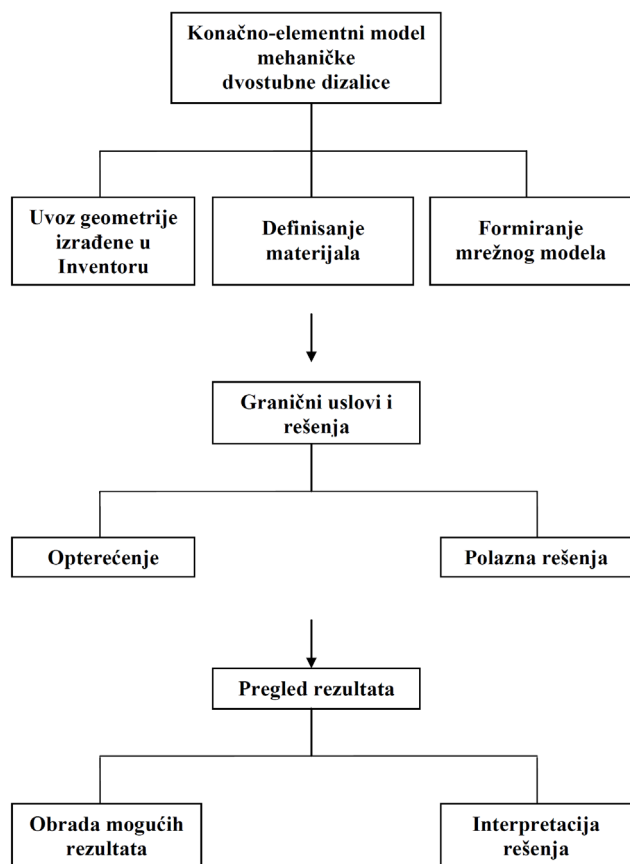 Konačno-elementni model
mehaničke
dvostubne dizalice
Uvoz geometrije
izrađene u
Inventoru
Definisanje
materijala
Formiranje
mrežnog modela
Granični uslovi i
rešenja
Opterećenje
Polazna rešenja
Pregled rezultata
Obrada mogućih
rezultata
Interpretacija
rešenja